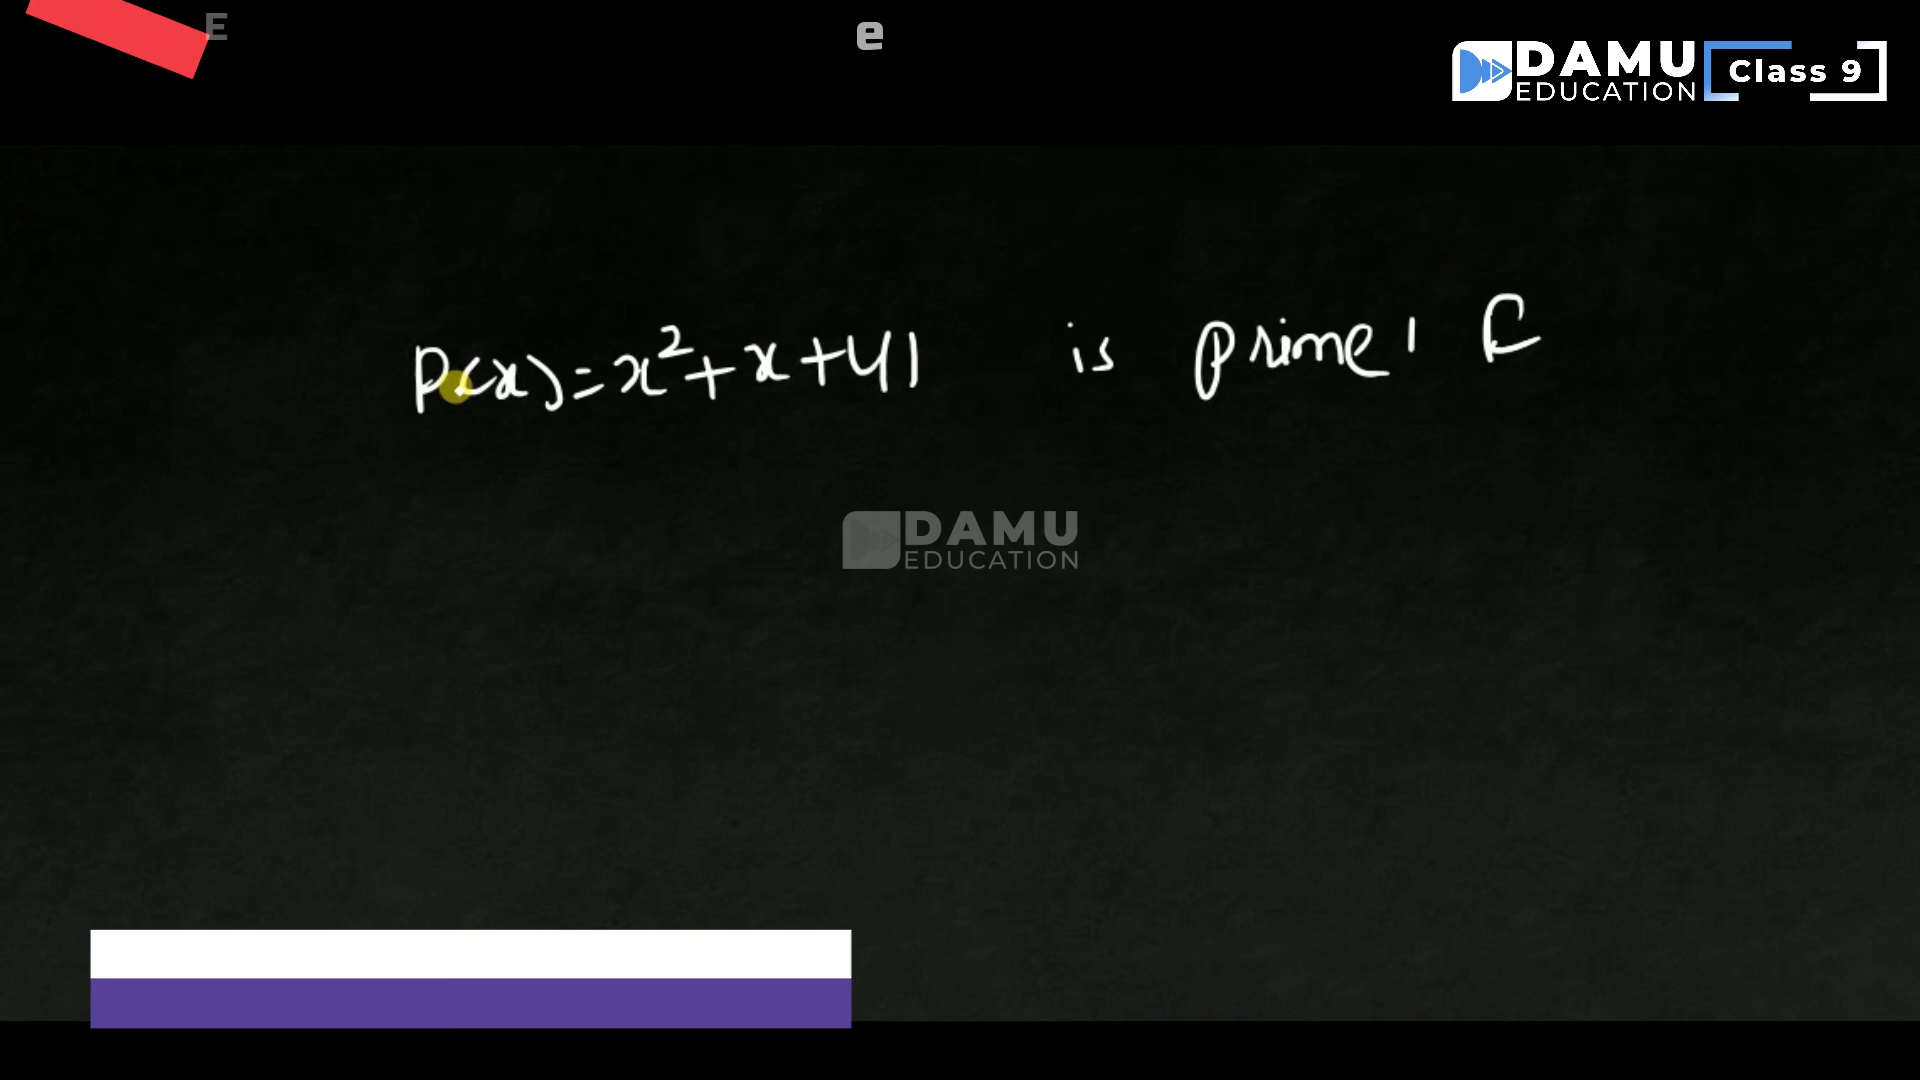 E
e
DAMU
EDUCATION
Class 9
P(x) = x² + x + 41 is prime,
DAMU
EDUCATION